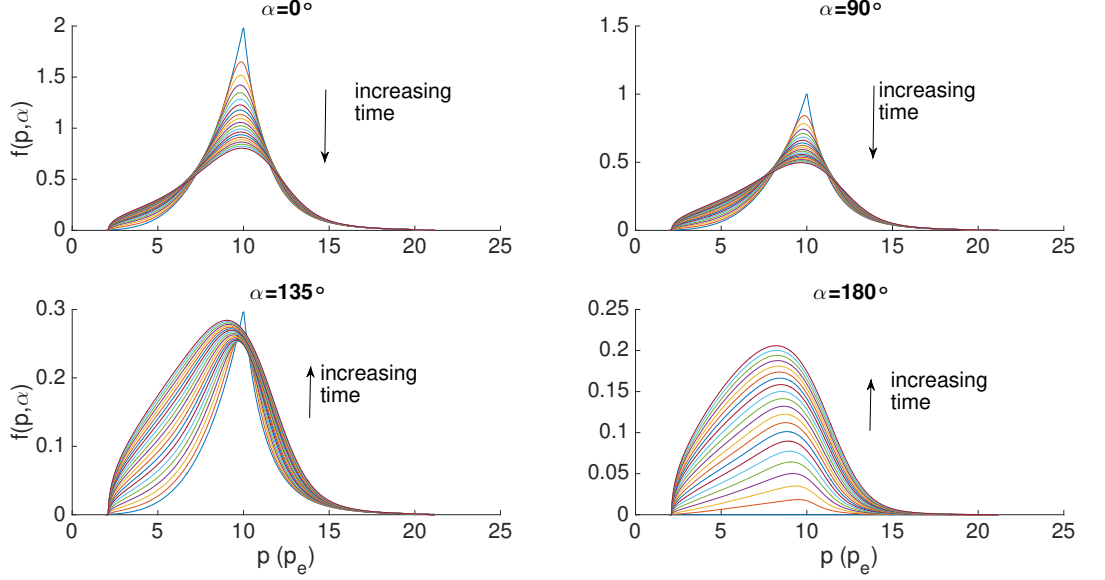 α=0°
2
1.5
1
0.5
0
f(p,α)
increasing
time
0 5 10 15 20 25
α=90°
1.5
1
0.5
0
increasing
time
0 5 10 15 20 25
α=135°
0.3
0.2
0.1
0
f(p,α)
increasing
time
0 5 10 15 20 25
p (pₑ)
α=180°
0.25
0.2
0.15
0.1
0.05
0
increasing
time
0 5 10 15 20 25
p (pₑ)